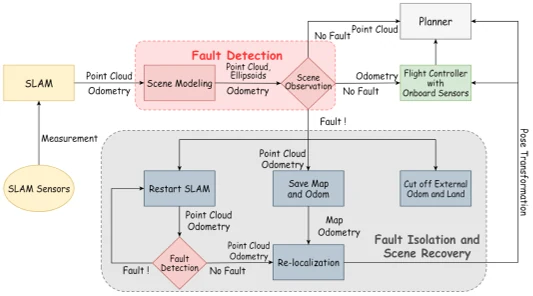 Planner
Point Cloud
No Fault
Fault Detection
SLAM
Point Cloud
Odometry
Scene Modeling
Point Cloud,
Ellipsoids
Odometry
Scene
Observation
Odometry
No Fault
Flight Controller
with
Onboard Sensors
Fault !
Measurement
SLAM Sensors
Point Cloud
Odometry
Restart SLAM
Save Map
and Odom
Cut off External
Odom and Land
Pose Transformation
Point Cloud
Odometry
Map
Odometry
Fault
Detection
Fault !
Point Cloud
Odometry
No Fault
Re-localization
Fault Isolation and
Scene Recovery